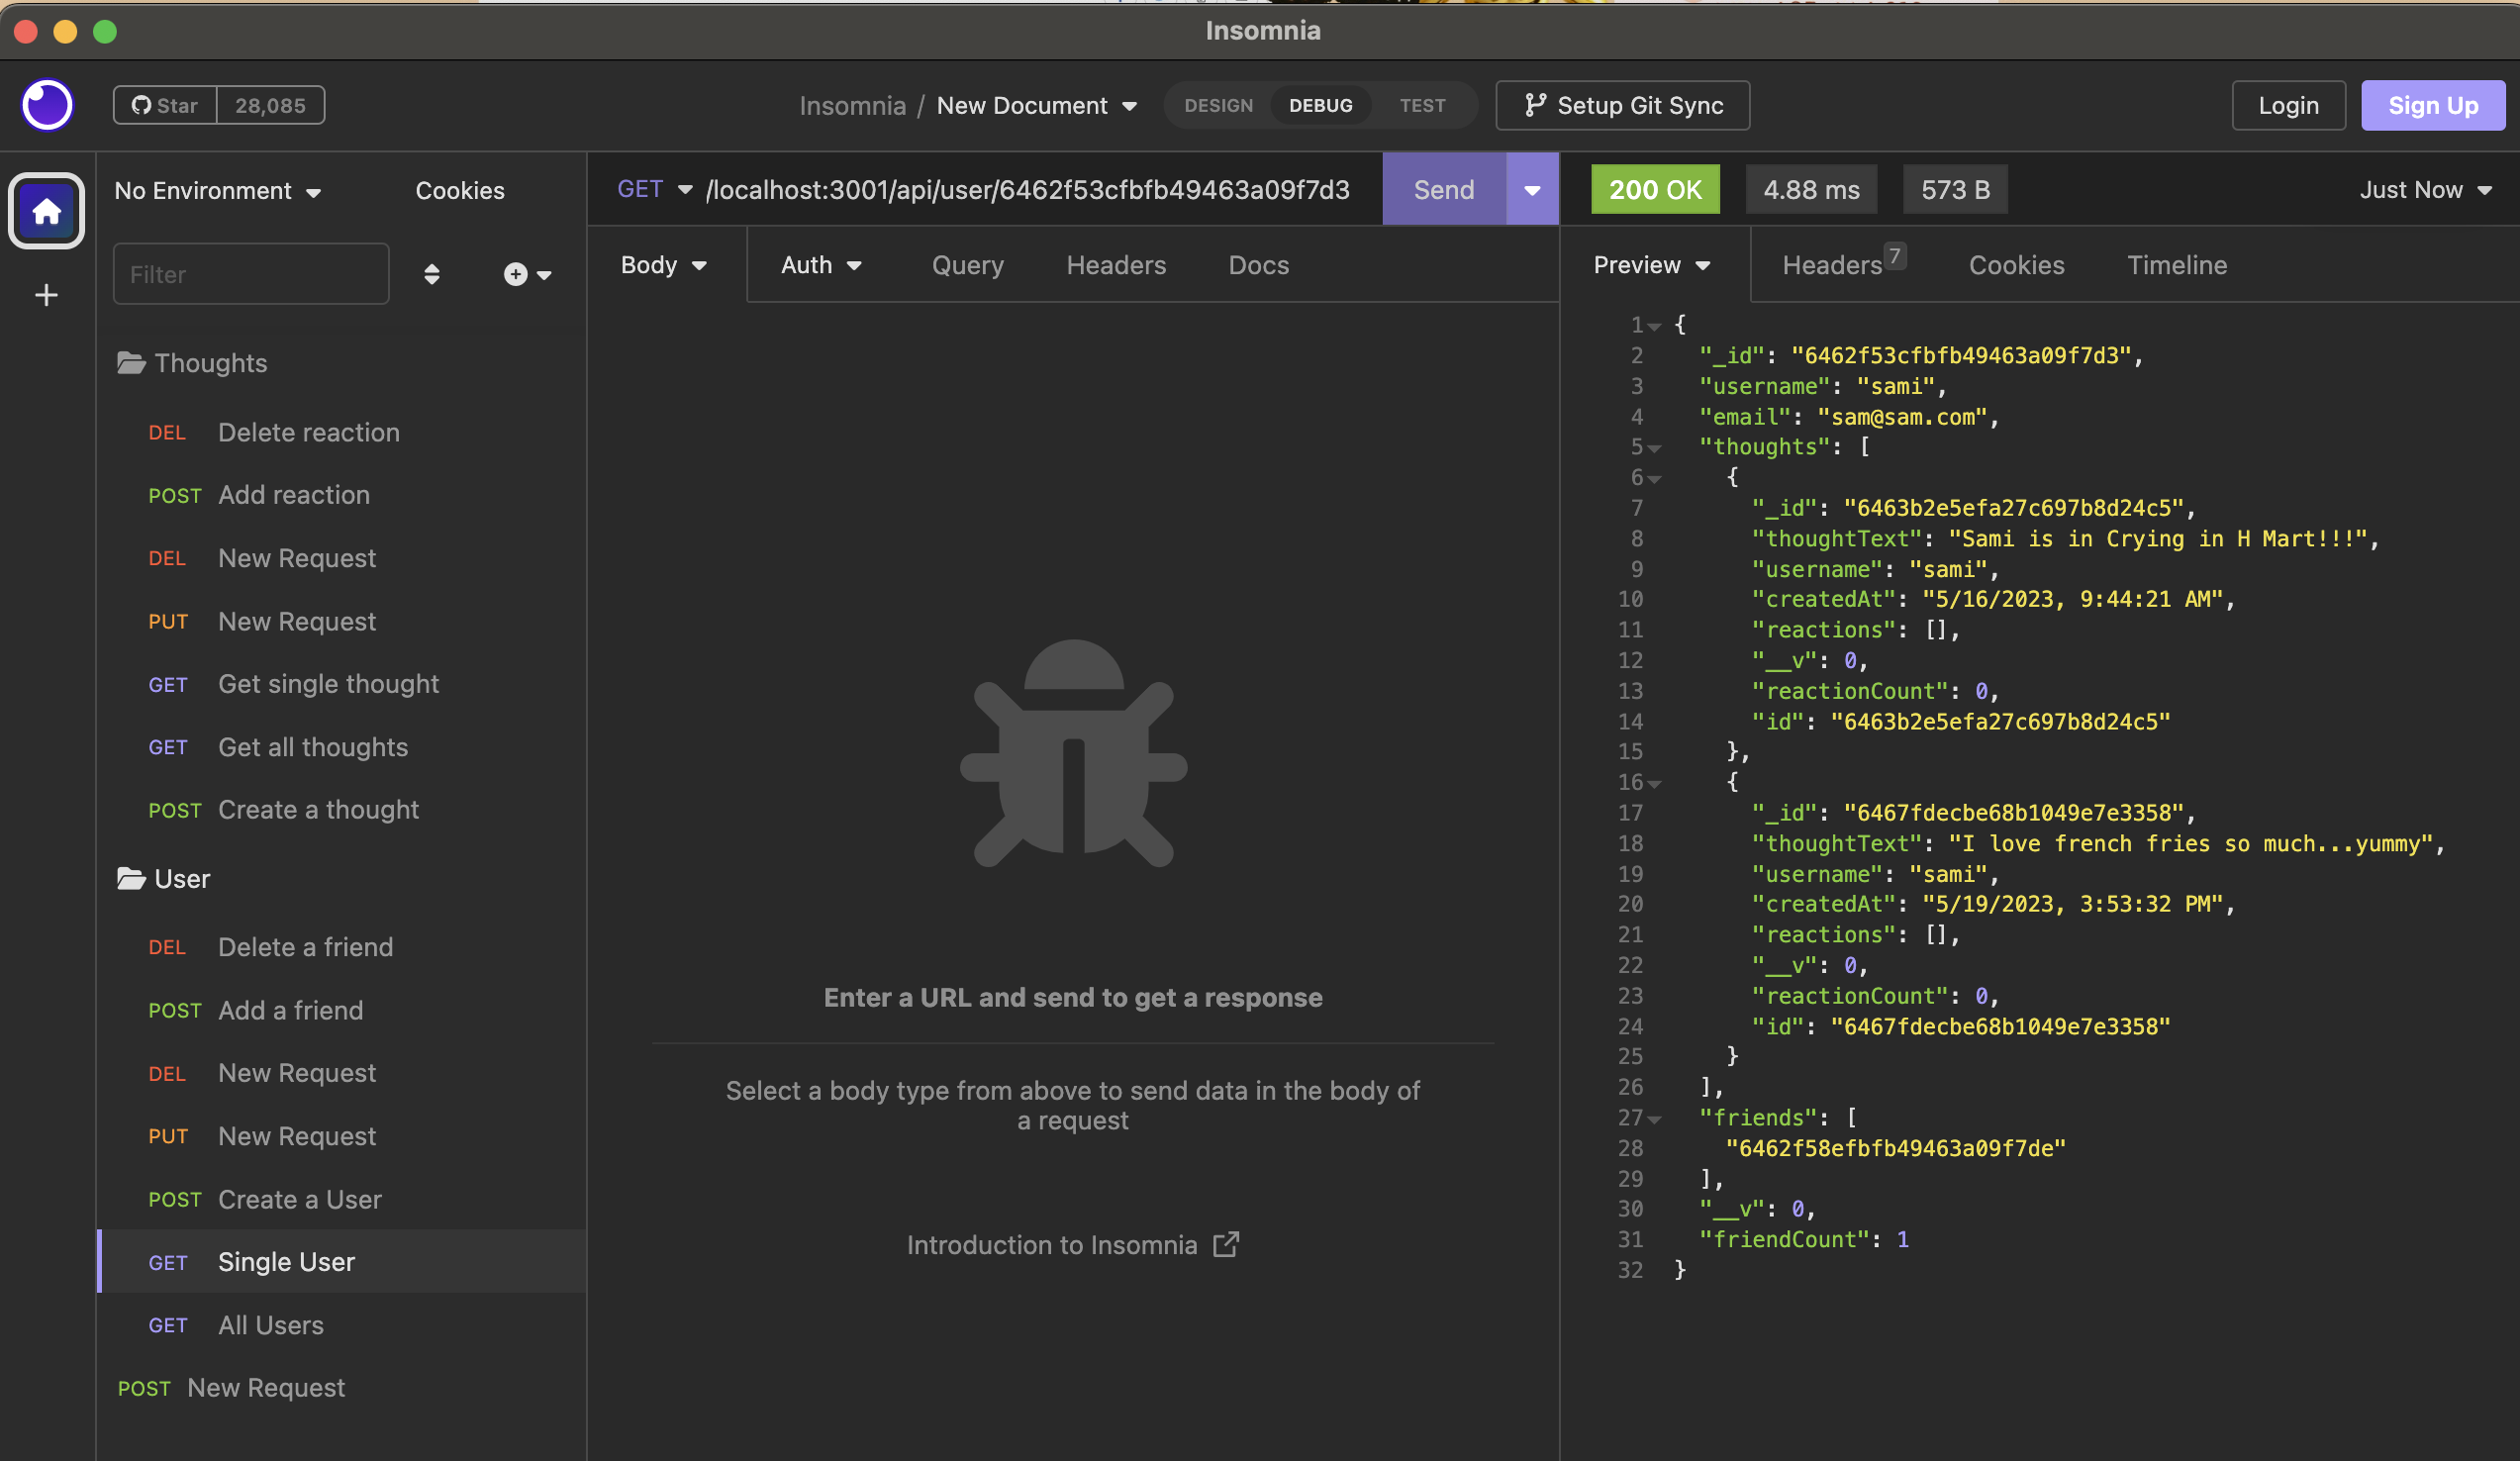 Insomnia
Star 28,085
Insomnia / New Document
DESIGN DEBUG TEST
Setup Git Sync
Login
Sign Up
No Environment
Cookies
Filter
Thoughts
DEL Delete reaction
POST Add reaction
DEL New Request
PUT New Request
GET Get single thought
GET Get all thoughts
POST Create a thought
User
DEL Delete a friend
POST Add a friend
DEL New Request
PUT New Request
POST Create a User
GET Single User
GET All Users
POST New Request
GET /localhost:3001/api/user/6462f53cfbfb49463a09f7d3 Send
Body Auth Query Headers Docs
Enter a URL and send to get a response
Select a body type from above to send data in the body of
a request
Introduction to Insomnia
200 OK 4.88 ms 573 B Just Now
Preview Headers 7 Cookies Timeline
1 {
2 "_id": "6462f53cfbfb49463a09f7d3",
3 "username": "sami",
4 "email": "sam@sam.com",
5 "thoughts": [
6 {
7 "_id": "6463b2e5efa27c697b8d24c5",
8 "thoughtText": "Sami is in Crying in H Mart!!!",
9 "username": "sami",
10 "createdAt": "5/16/2023, 9:44:21 AM",
11 "reactions": [],
12 "__v": 0,
13 "reactionCount": 0,
14 "id": "6463b2e5efa27c697b8d24c5"
15 },
16 {
17 "_id": "6467fdecbe68b1049e7e3358",
18 "thoughtText": "I love french fries so much...yummy",
19 "username": "sami",
20 "createdAt": "5/19/2023, 3:53:32 PM",
21 "reactions": [],
22 "__v": 0,
23 "reactionCount": 0,
24 "id": "6467fdecbe68b1049e7e3358"
25 }
26 ],
27 "friends": [
28 "6462f58efbfb49463a09f7de"
29 ],
30 "__v": 0,
31 "friendCount": 1
32 }